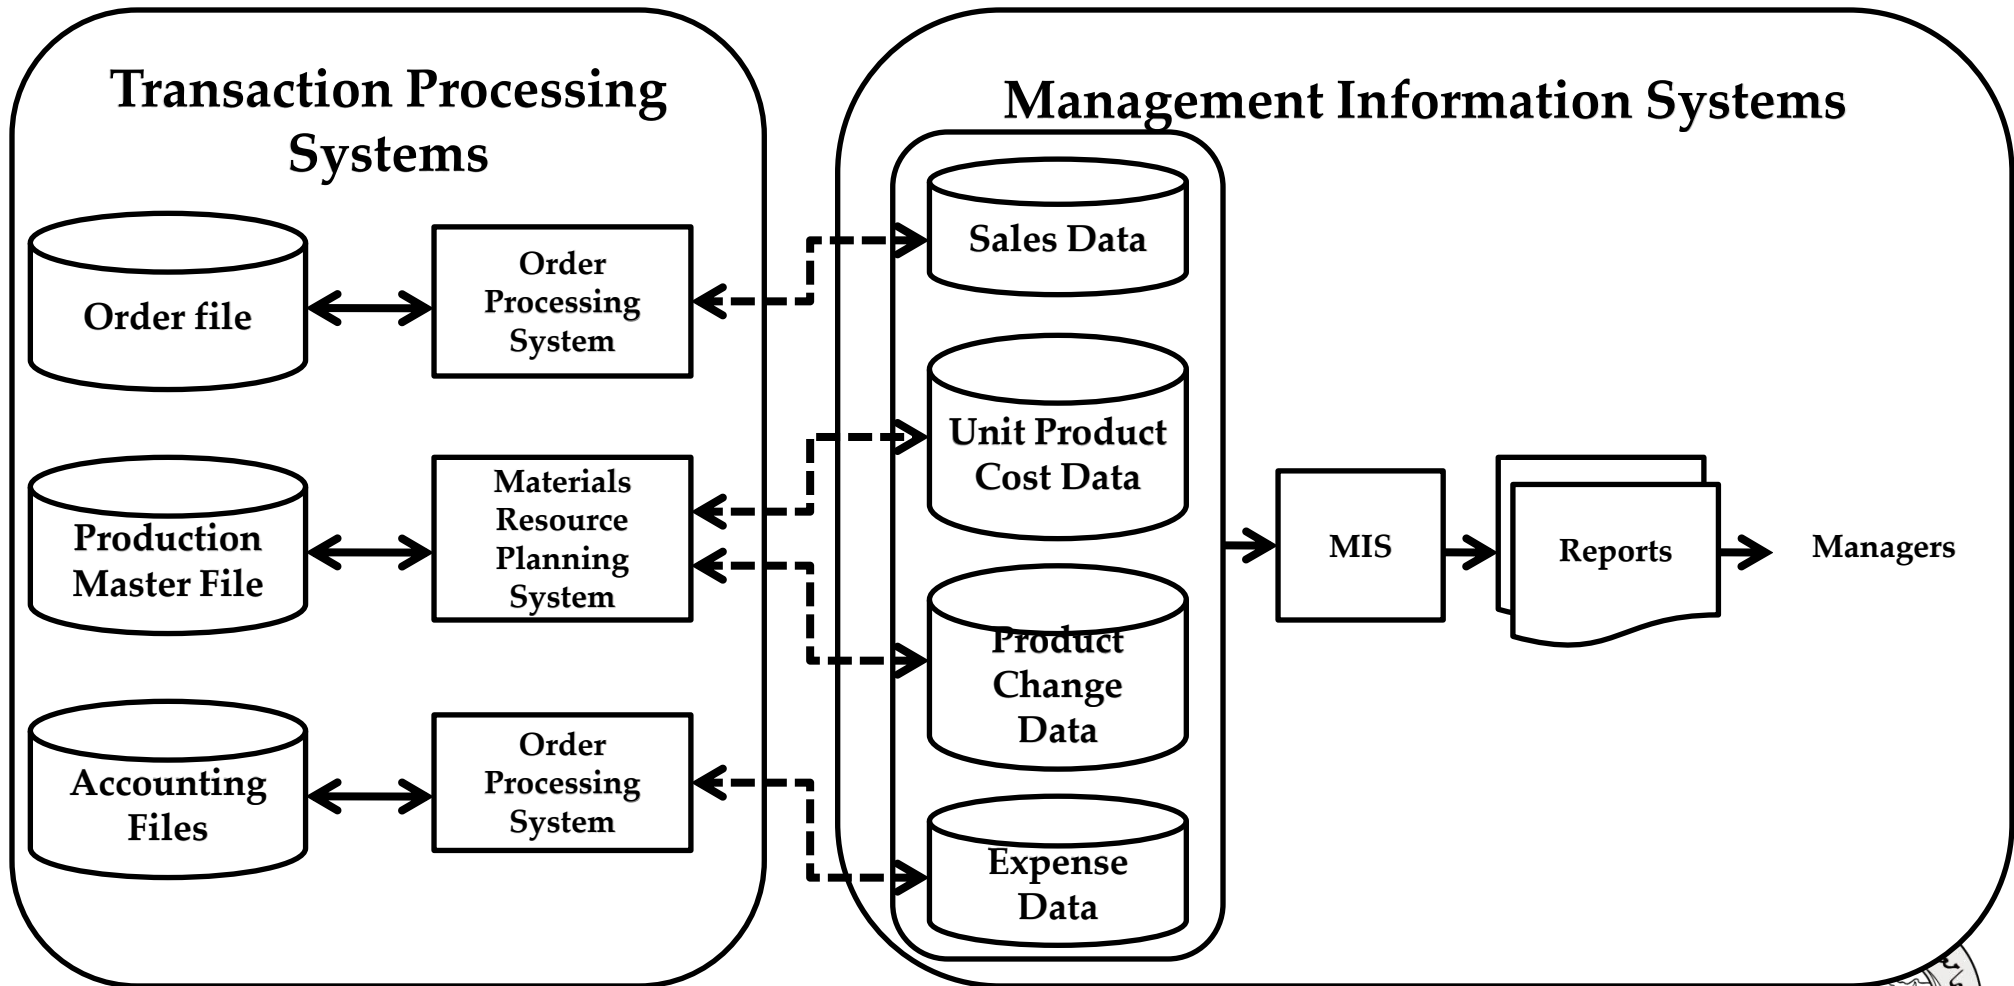 Transaction Processing
Systems
Management Information Systems
Order file
Order
Processing
System
Sales Data
Production
Master File
Materials
Resource
Planning
System
Unit Product
Cost Data
Product
Change
Data
Accounting
Files
Order
Processing
System
Expense
Data
MIS
Reports
Managers